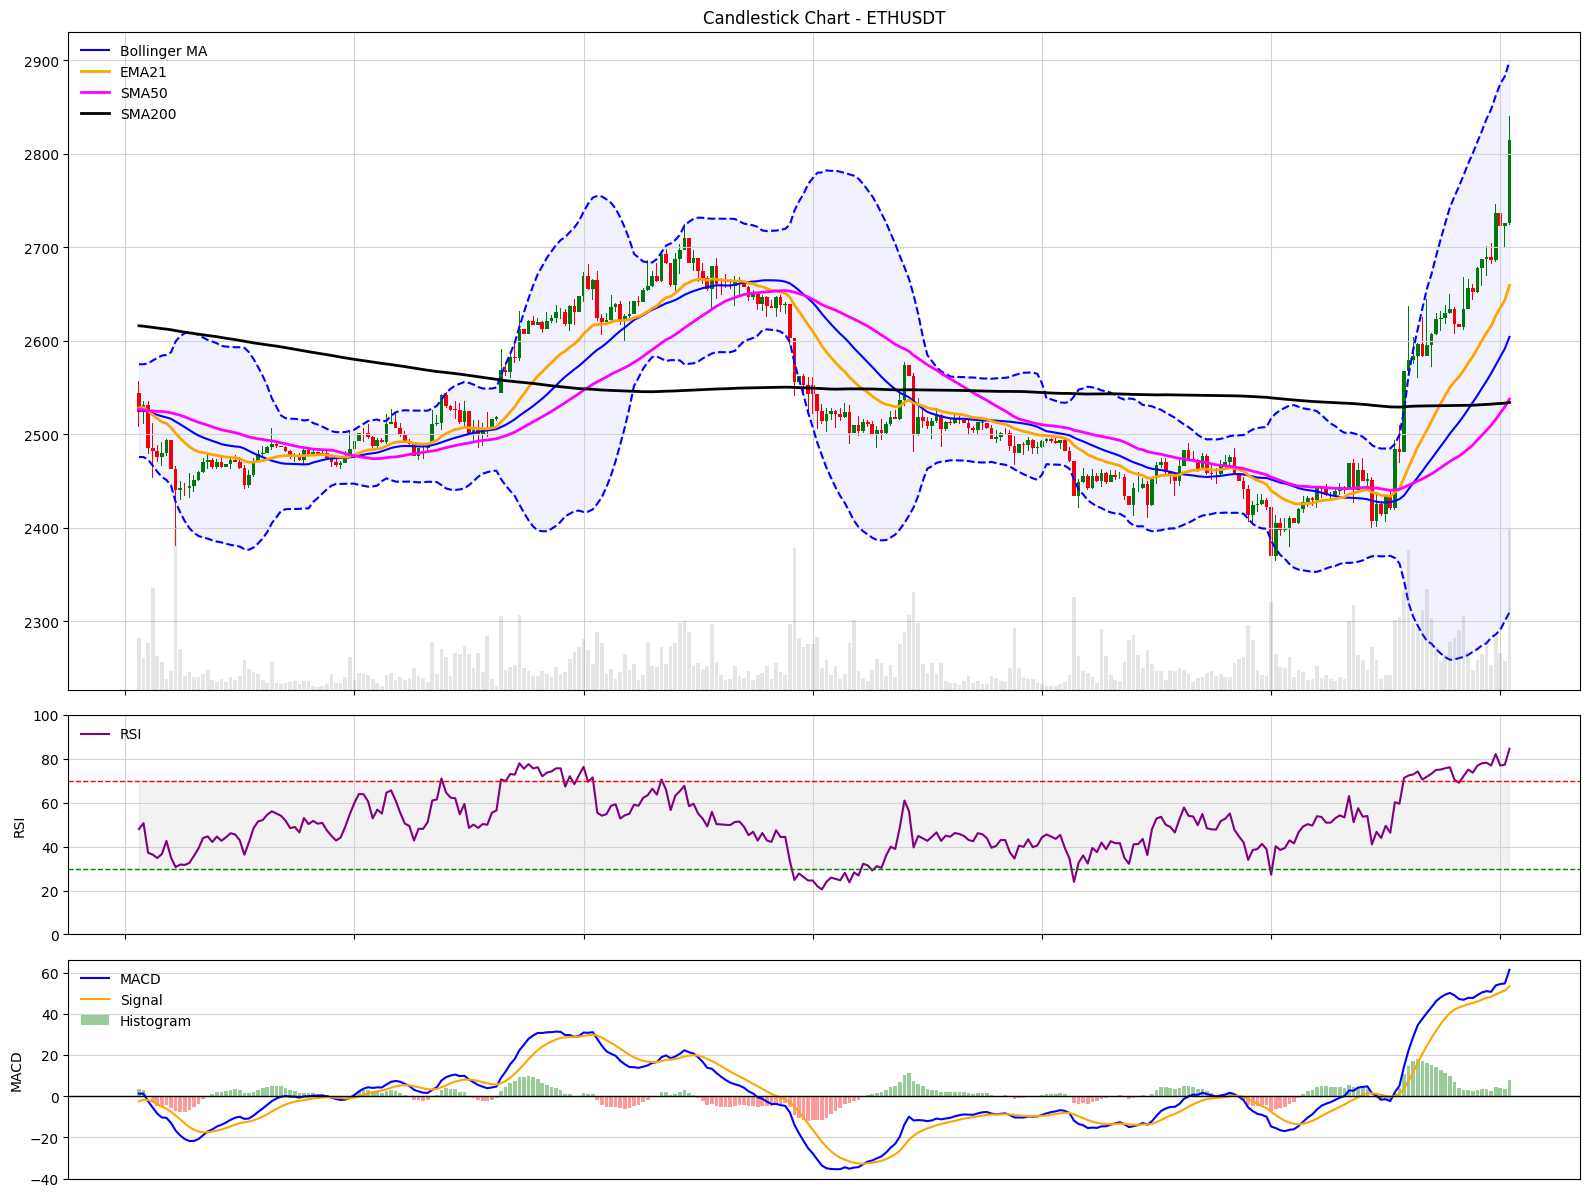 Candlestick Chart - ETHUSDT
Bollinger MA
EMA21
SMA50
SMA200
2900
2800
2700
2600
2500
2400
2300
RSI
100
80
60
40
20
0
RSI
MACD
Signal
Histogram
60
40
20
0
−20
−40
MACD